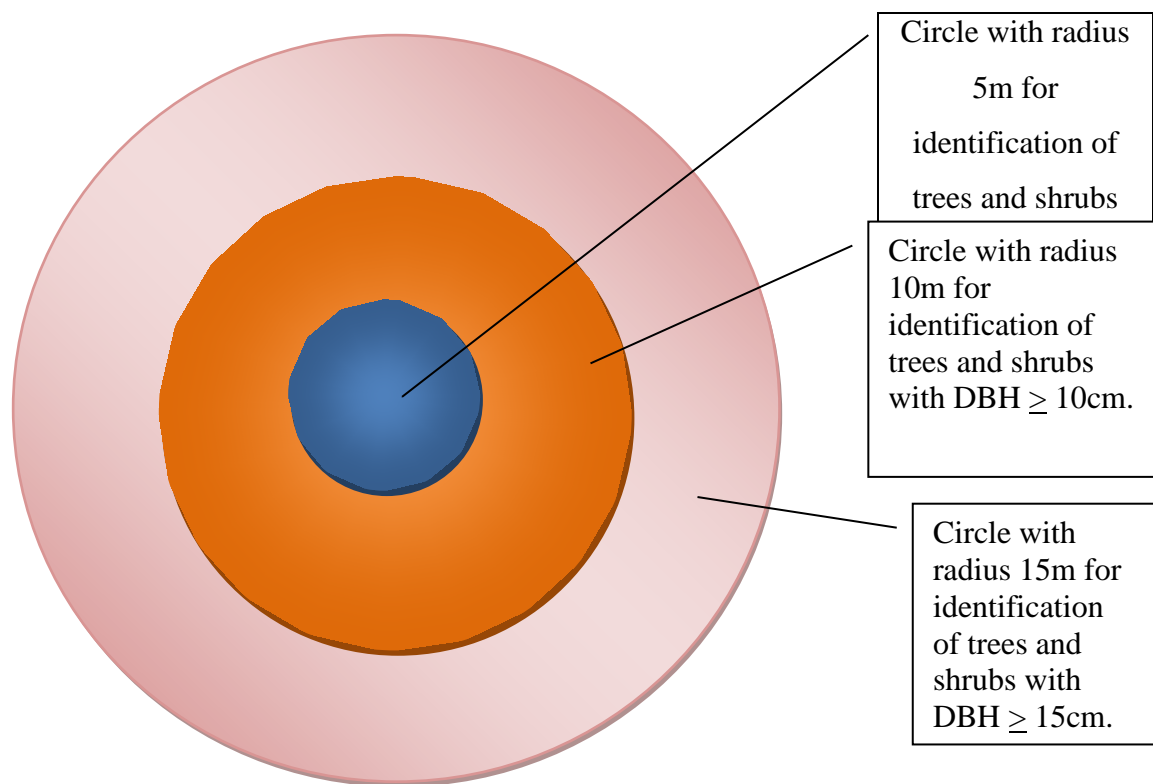 Circle with radius
5m for
identification of
trees and shrubs
Circle with radius
10m for
identification of
trees and shrubs
with DBH ≥ 10cm.
Circle with
radius 15m for
identification
of trees and
shrubs with
DBH ≥ 15cm.